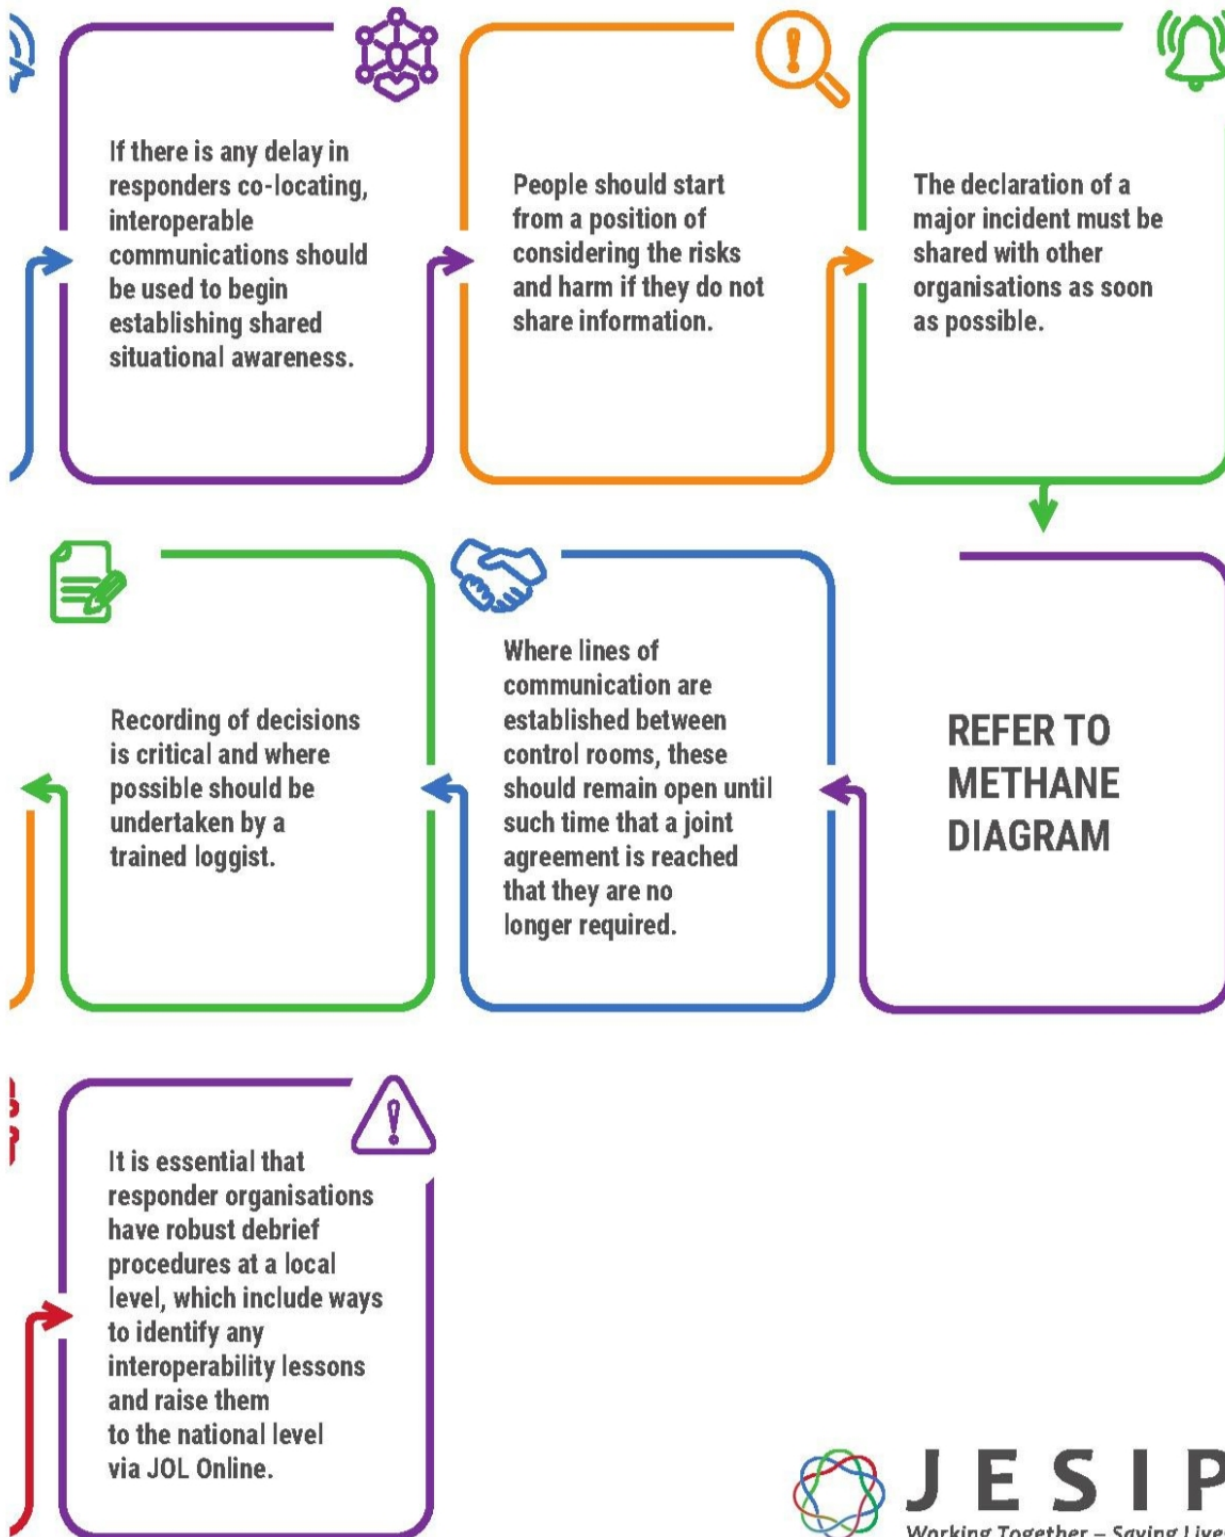 If there is any delay in
responders co-locating,
interoperable
communications should
be used to begin
establishing shared
situational awareness.
People should start
from a position of
considering the risks
and harm if they do not
share information.
The declaration of a
major incident must be
shared with other
organisations as soon
as possible.
REFER TO
METHANE
DIAGRAM
Where lines of
communication are
established between
control rooms, these
should remain open until
such time that a joint
agreement is reached
that they are no
longer required.
Recording of decisions
is critical and where
possible should be
undertaken by a
trained loggist.
It is essential that
responder organisations
have robust debrief
procedures at a local
level, which include ways
to identify any
interoperability lessons
and raise them
to the national level
via JOL Online.
JESIP
Working Together – Saving Lives